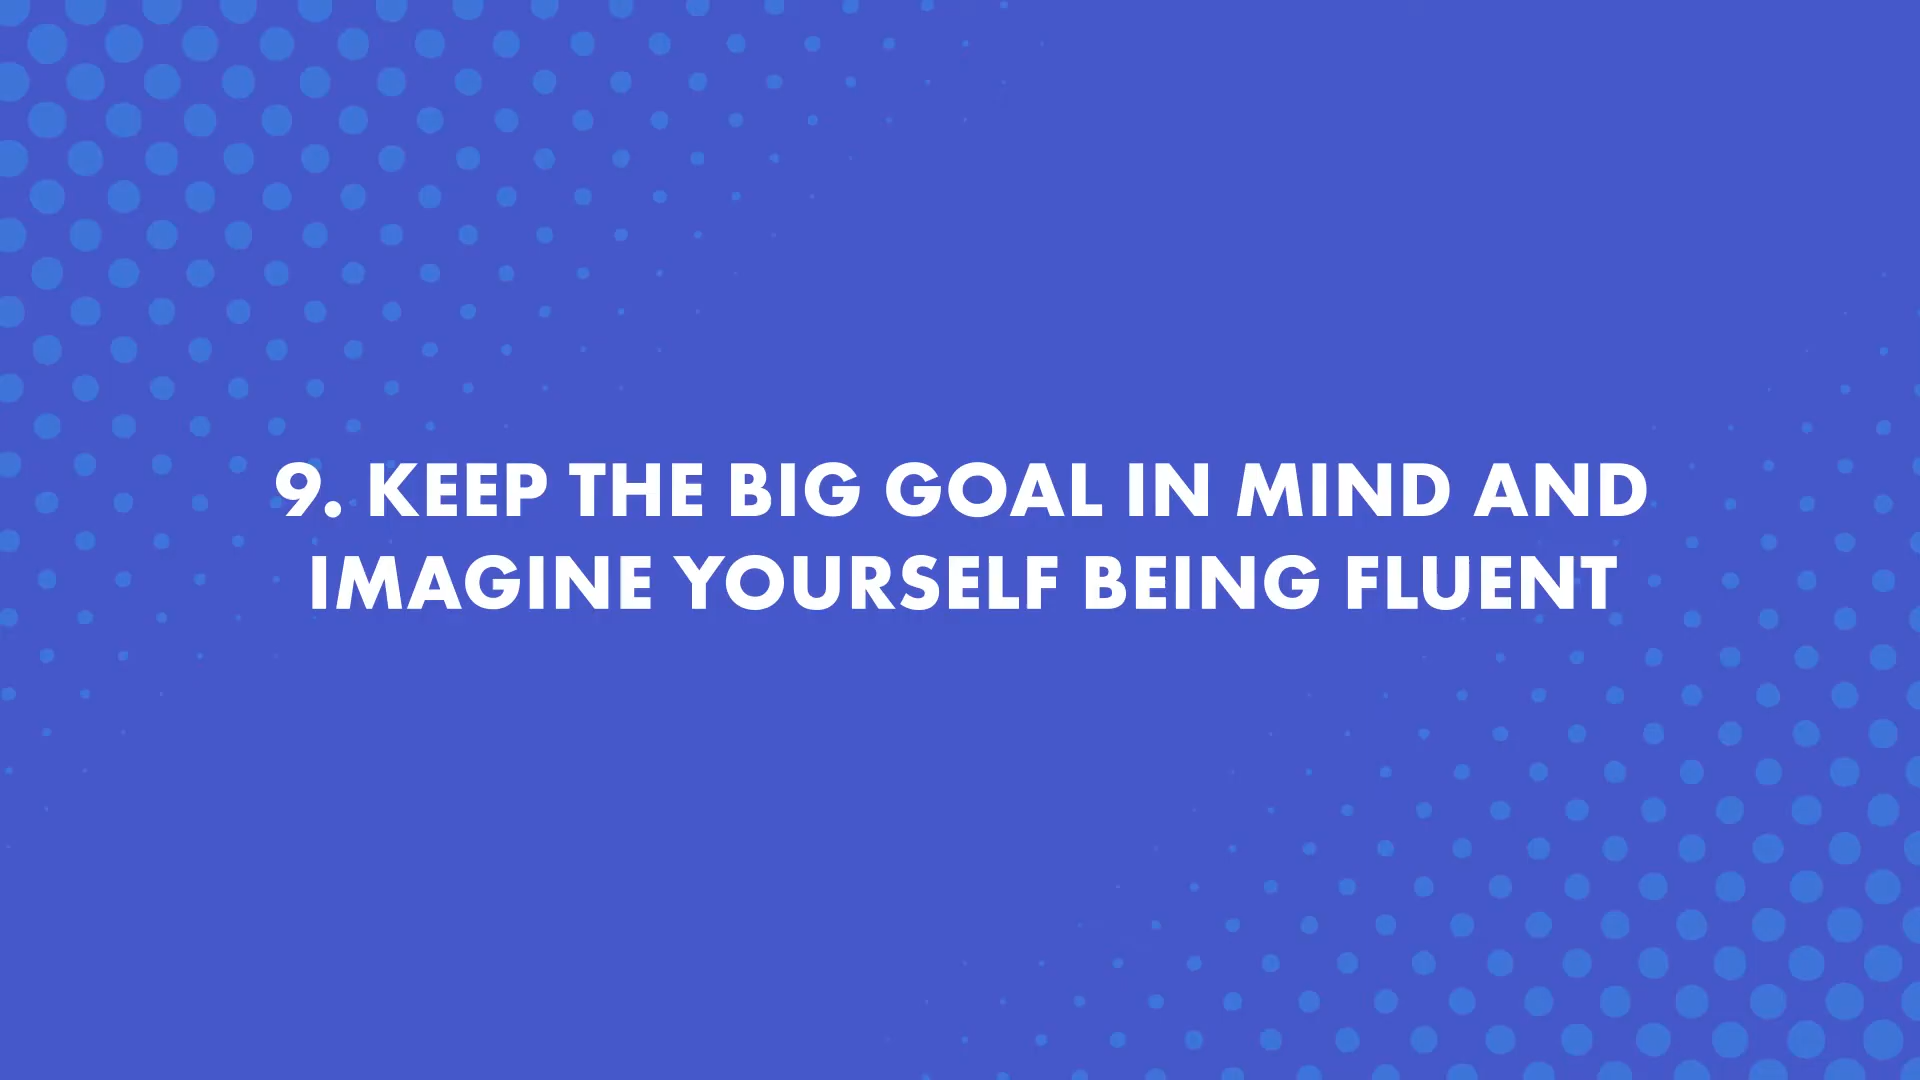 9. KEEP THE BIG GOAL IN MIND AND
IMAGINE YOURSELF BEING FLUENT